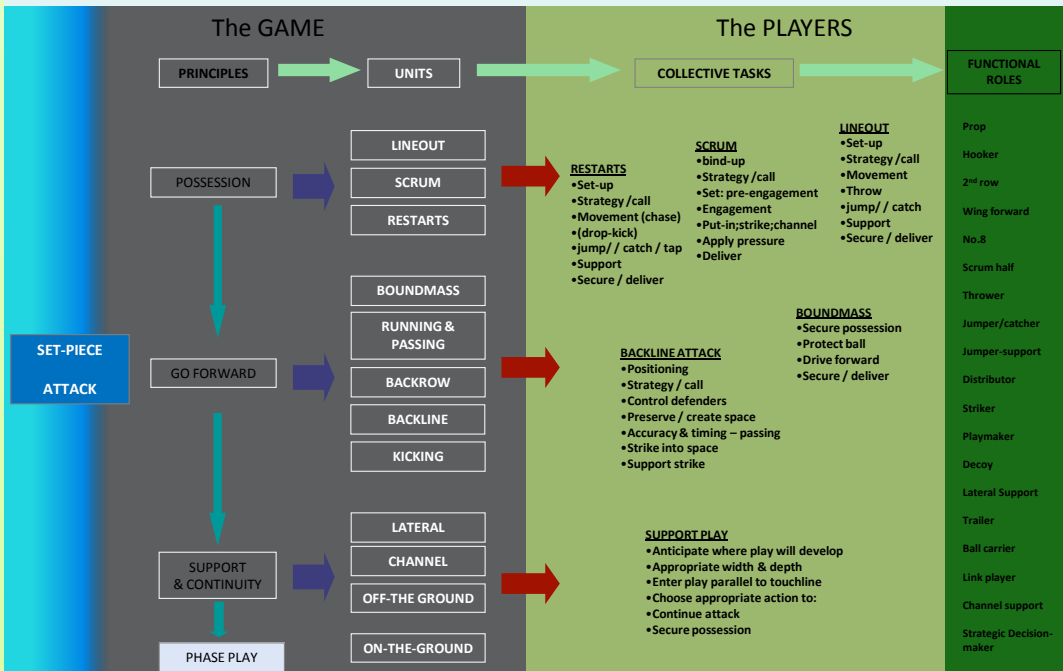 The GAME
The PLAYERS
PRINCIPLES
UNITS
COLLECTIVE TASKS
FUNCTIONAL
ROLES
SET-PIECE
ATTACK
POSSESSION
GO FORWARD
SUPPORT
& CONTINUITY
PHASE PLAY
LINEOUT
SCRUM
RESTARTS
BOUNDMASS
RUNNING &
PASSING
BACKROW
BACKLINE
KICKING
LATERAL
CHANNEL
OFF-THE GROUND
ON-THE-GROUND
RESTARTS
•Set-up
•Strategy /call
•Movement (chase)
•(drop-kick)
•jump/ / catch / tap
•Support
•Secure / deliver
SCRUM
•bind-up
•Strategy /call
•Set: pre-engagement
•Engagement
•Put-in;strike;channel
•Apply pressure
•Deliver
LINEOUT
•Set-up
•Strategy /call
•Movement
•Throw
•jump/ / catch
•Support
•Secure / deliver
BACKLINE ATTACK
•Positioning
•Strategy / call
•Control defenders
•Preserve / create space
•Accuracy & timing – passing
•Strike into space
•Support strike
BOUNDMASS
•Secure possession
•Protect ball
•Drive forward
•Secure / deliver
SUPPORT PLAY
•Anticipate where play will develop
•Appropriate width & depth
•Enter play parallel to touchline
•Choose appropriate action to:
•Continue attack
•Secure possession
Prop
Hooker
2nd row
Wing forward
No.8
Scrum half
Thrower
Jumper/catcher
Jumper-support
Distributor
Striker
Playmaker
Decoy
Lateral Support
Trailer
Ball carrier
Link player
Channel support
Strategic Decision-
maker